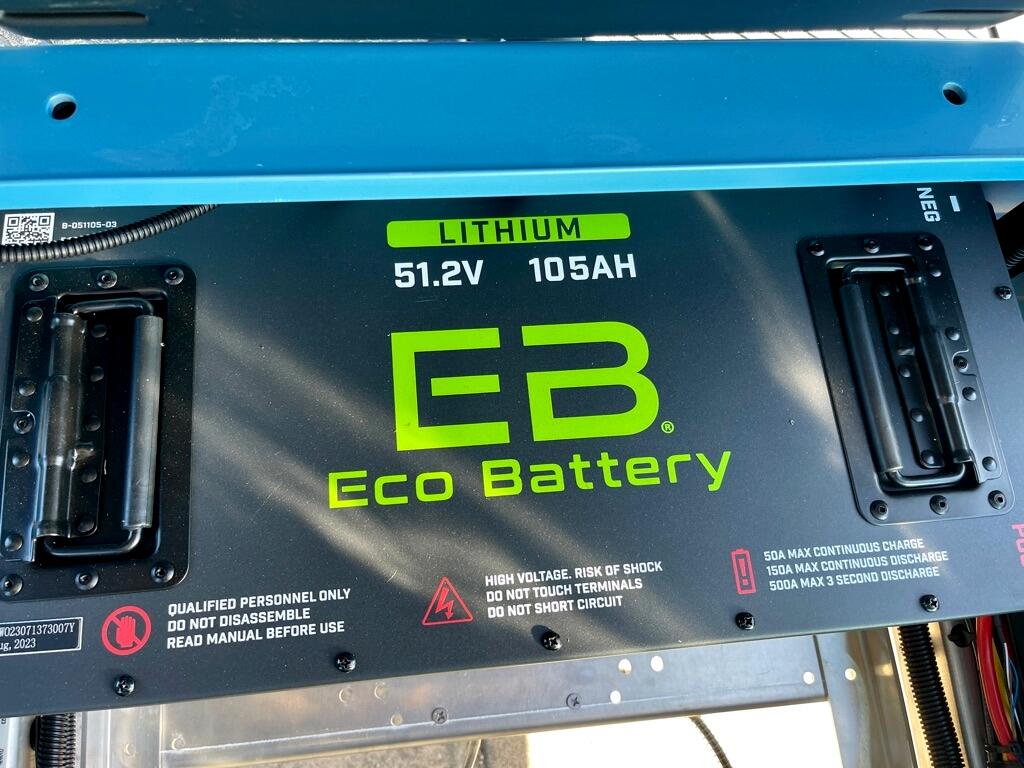 B-051105-03
NEG
-
LITHIUM
51.2V 105AH
EB®
Eco Battery
QUALIFIED PERSONNEL ONLY
DO NOT DISASSEMBLE
READ MANUAL BEFORE USE
HIGH VOLTAGE. RISK OF SHOCK
DO NOT TOUCH TERMINALS
DO NOT SHORT CIRCUIT
50A MAX CONTINUOUS CHARGE
150A MAX CONTINUOUS DISCHARGE
500A MAX 3 SECOND DISCHARGE
W023071373007Y
2023